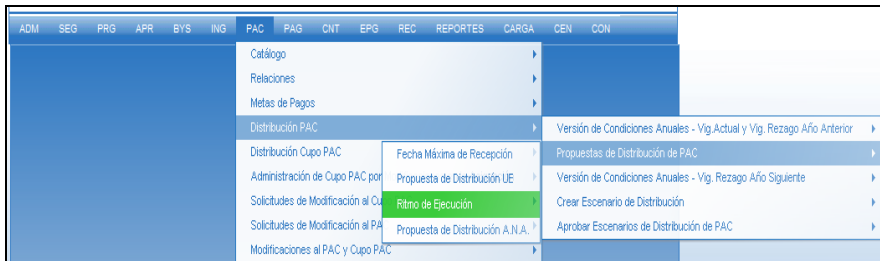 ADM SEG PRG APR BYS ING PAC PAG CNT EPG REC REPORTES CARGA CEN CON
Catálogo
Relaciones
Metas de Pagos
Distribución PAC
Distribución Cupo PAC
Administración de Cupo PAC por
Solicitudes de Modificación al Cu
Solicitudes de Modificación al PA
Modificaciones al PAC y Cupo PAC
Versión de Condiciones Anuales - Vig.Actual y Vig. Rezago Año Anterior
Propuestas de Distribución de PAC
Versión de Condiciones Anuales - Vig. Rezago Año Siguiente
Crear Escenario de Distribución
Aprobar Escenarios de Distribución de PAC
Fecha Máxima de Recepción
Propuesta de Distribución UE
Ritmo de Ejecución
Propuesta de Distribución A.N.A.